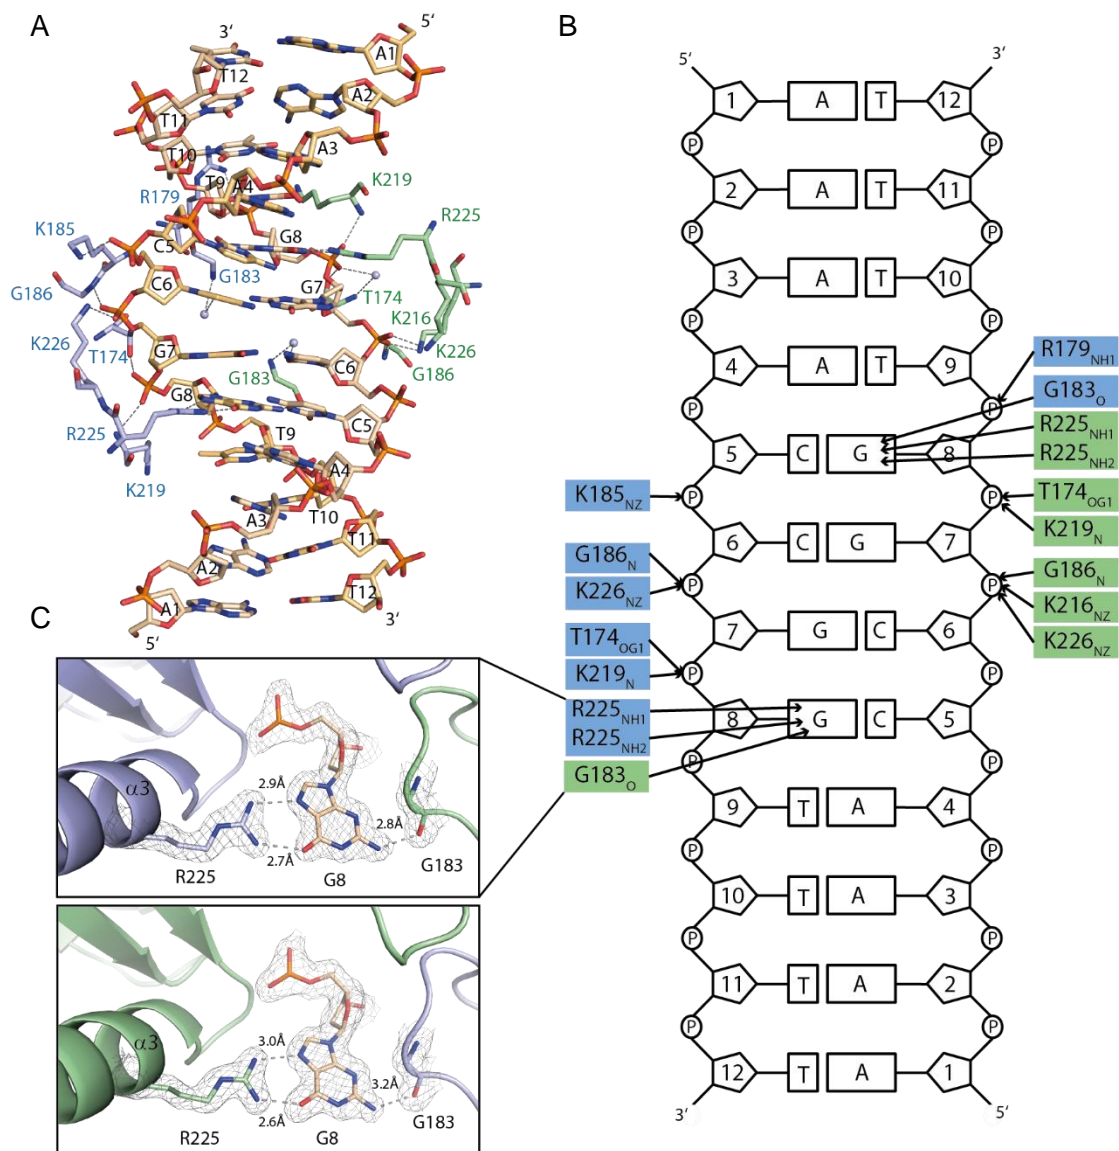 A
3‘
5‘
A1
T12
A2
T11
T10
A3
R179
T9
A4
K219
R225
K185
C5
G8
G183
G186
C6
G7
T174
K216
K226
K226
T174
G7
G186
C6
G183
G8
R225
T9
C5
K219
A4
A3
T10
T11
A2
A1
T12
5‘
3‘
B
5‘
3‘
1 A T 12
P P
2 A T 11
P P
3 A T 10
P P
4 A T 9
P P
R179NH1
G183O
R225NH1
R225NH2
5 C G 8
K185NZ
P P
T174OG1
K219N
6 C G 7
G186N
K226NZ
P P
G186N
K216NZ
K226NZ
7 G C 6
T174OG1
K219N
P P
R225NH1
R225NH2
8 G C 5
G183O
P P
9 T A 4
P P
10 T A 3
P P
11 T A 2
P P
12 T A 1
3‘
5‘
C
α3
2.9Å
2.8Å
2.7Å
R225
G8
G183
α3
3.0Å
3.2Å
2.6Å
R225
G8
G183